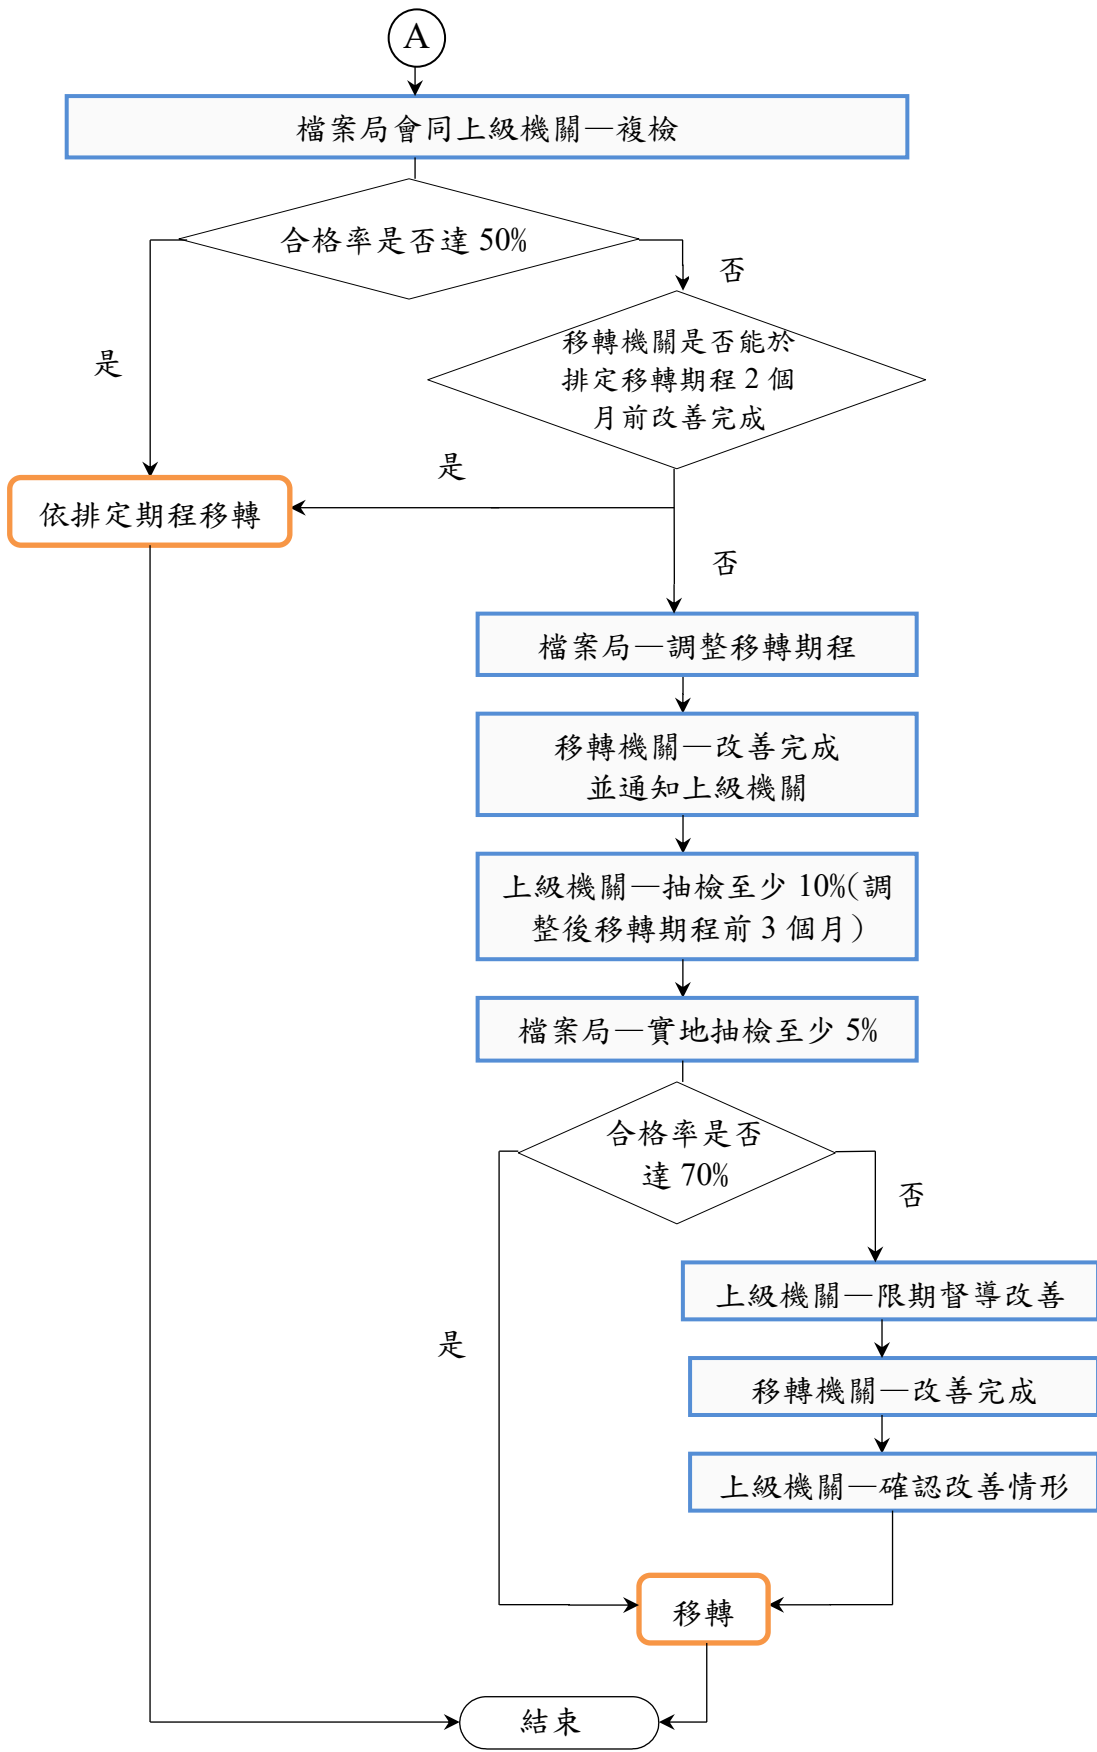 A
檔案局會同上級機關—複檢
合格率是否達 50%
否
移轉機關是否能於
排定移轉期程 2 個
月前改善完成
是
是
依排定期程移轉
否
檔案局—調整移轉期程
移轉機關—改善完成
並通知上級機關
上級機關—抽檢至少 10%(調
整後移轉期程前 3 個月)
檔案局—實地抽檢至少 5%
合格率是否
達 70%
否
上級機關—限期督導改善
是
移轉機關—改善完成
上級機關—確認改善情形
移轉
結束